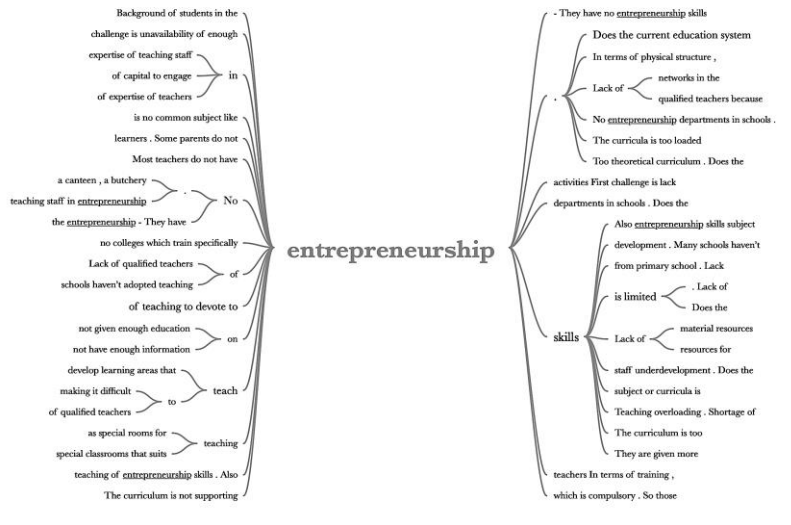 Background of students in the
challenge is unavailability of enough
expertise of teaching staff
of capital to engage
of expertise of teachers
in
is no common subject like
learners . Some parents do not
Most teachers do not have
a canteen , a butchery
teaching staff in entrepreneurship
.
the entrepreneurship - They have
No
no colleges which train specifically
Lack of qualified teachers
schools haven't adopted teaching
of
of teaching to devote to
not given enough education
not have enough information
on
develop learning areas that
making it difficult
of qualified teachers
to
teach
as special rooms for
special classrooms that suits
teaching
teaching of entrepreneurship skills . Also
The curriculum is not supporting
entrepreneurship
- They have no entrepreneurship skills
.
Does the current education system
In terms of physical structure ,
Lack of
networks in the
qualified teachers because
No entrepreneurship departments in schools .
The curricula is too loaded
Too theoretical curriculum . Does the
activities First challenge is lack
departments in schools . Does the
skills
Also entrepreneurship skills subject
development . Many schools haven't
from primary school . Lack
is limited
. Lack of
Does the
Lack of
material resources
resources for
staff underdevelopment . Does the
subject or curricula is
Teaching overloading . Shortage of
The curriculum is too
They are given more
teachers In terms of training ,
which is compulsory . So those